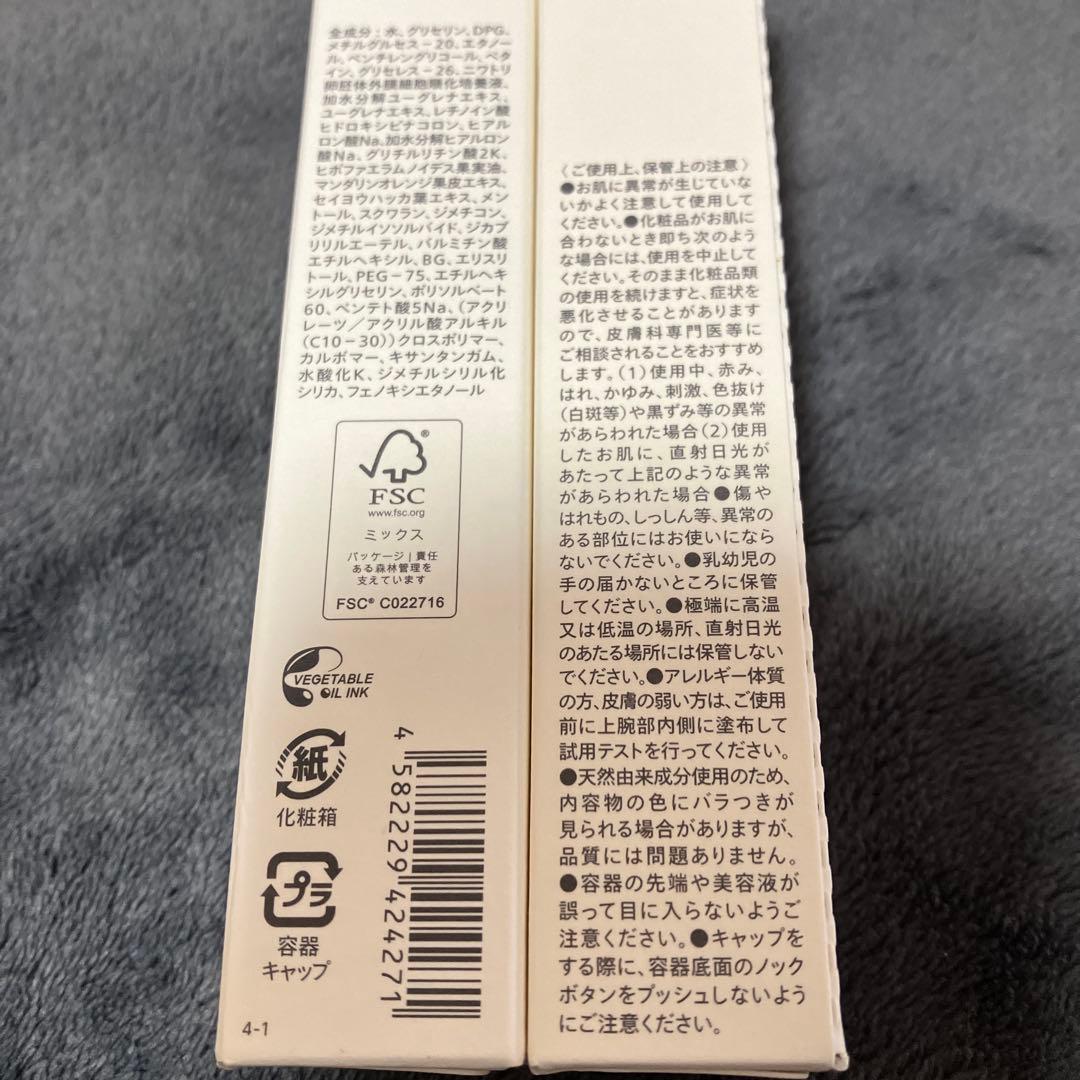 全成分：水、グリセリン、DPG、
メチルグルセス－20、エタノー
ル、ペンチレングリコール、ベタ
イン、グリセレス－26、ニワトリ
卵胚体外膜細胞順化培養液、
加水分解ユーグレナエキス、
ユーグレナエキス、レチノイン酸
ヒドロキシピナコロン、ヒアル
ロン酸Na、加水分解ヒアルロン
酸Na、グリチルリチン酸2K、
ヒポファエラムノイデス果実油、
マンダリンオレンジ果皮エキス、
セイヨウハッカ葉エキス、メン
トール、スクワラン、ジメチコン、
ジメチルイソソルバイド、ジカプ
リリルエーテル、パルミチン酸
エチルヘキシル、BG、エリスリ
トール、PEG－75、エチルヘキ
シルグリセリン、ポリソルベート
60、ペンテト酸5Na、（アクリ
レーツ／アクリル酸アルキル
（C10－30））クロスポリマー、
カルボマー、キサンタンガム、
水酸化K、ジメチルシリル化
シリカ、フェノキシエタノール
FSC®
www.fsc.org
ミックス
パッケージ｜責任
ある森林管理を
支えています
FSC® C022716
VEGETABLE
OIL INK
紙
化粧箱
プラ
容器
キャップ
4 582229 424271
4-1
〈ご使用上、保管上の注意〉
●お肌に異常が生じていな
いかよく注意して使用して
ください。●化粧品がお肌に
合わないとき即ち次のよう
な場合には、使用を中止して
ください。そのまま化粧品類
の使用を続けますと、症状を
悪化させることがあります
ので、皮膚科専門医等に
ご相談されることをおすすめ
します。（1）使用中、赤み、
はれ、かゆみ、刺激、色抜け
（白斑等）や黒ずみ等の異常
があらわれた場合（2）使用
したお肌に、直射日光が
あたって上記のような異常
があらわれた場合●傷や
はれもの、しっしん等、異常の
ある部位にはお使いになら
ないでください。●乳幼児の
手の届かないところに保管
してください。●極端に高温
又は低温の場所、直射日光
のあたる場所には保管しない
でください。●アレルギー体質
の方、皮膚の弱い方は、ご使用
前に上腕部内側に塗布して
試用テストを行ってください。
●天然由来成分使用のため、
内容物の色にバラつきが
見られる場合がありますが、
品質には問題ありません。
●容器の先端や美容液が
誤って目に入らないようご
注意ください。●キャップを
する際に、容器底面のノック
ボタンをプッシュしないよう
にご注意ください。